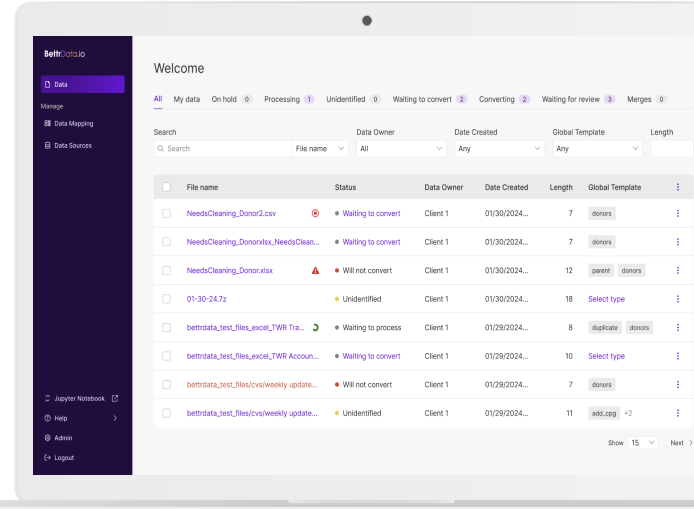 BettrData.io
Data
Manage
Data Mapping
Data Sources
Jupyter Notebook
Help
Admin
Logout
Welcome
All My data On hold 0 Processing 1 Unidentified 0 Waiting to convert 2 Converting 2 Waiting for review 3 Merges 0
Search Data Owner Date Created Global Template Length
Search File name All Any Any
File name Status Data Owner Date Created Length Global Template
NeedsCleaning_Donor2.csv Waiting to convert Client 1 01/30/2024... 7 donors
NeedsCleaning_Donorxlsx_NeedsClean... Waiting to convert Client 1 01/30/2024... 7 donors
NeedsCleaning_Donor.xlsx Will not convert Client 1 01/30/2024... 12 parent donors
01-30-24.7z Unidentified Client 1 01/30/2024... 18 Select type
bettrdata_test_files_excel_TWR Tra... Waiting to process Client 1 01/29/2024... 8 duplicate donors
bettrdata_test_files_excel_TWR Accoun... Waiting to convert Client 1 01/29/2024... 10 Select type
bettrdata_test_files/cvs/weekly update... Will not convert Client 1 01/29/2024... 7 donors
bettrdata_test_files/cvs/weekly update... Unidentified Client 1 01/29/2024... 11 add_cpg +2
Show 15 Next